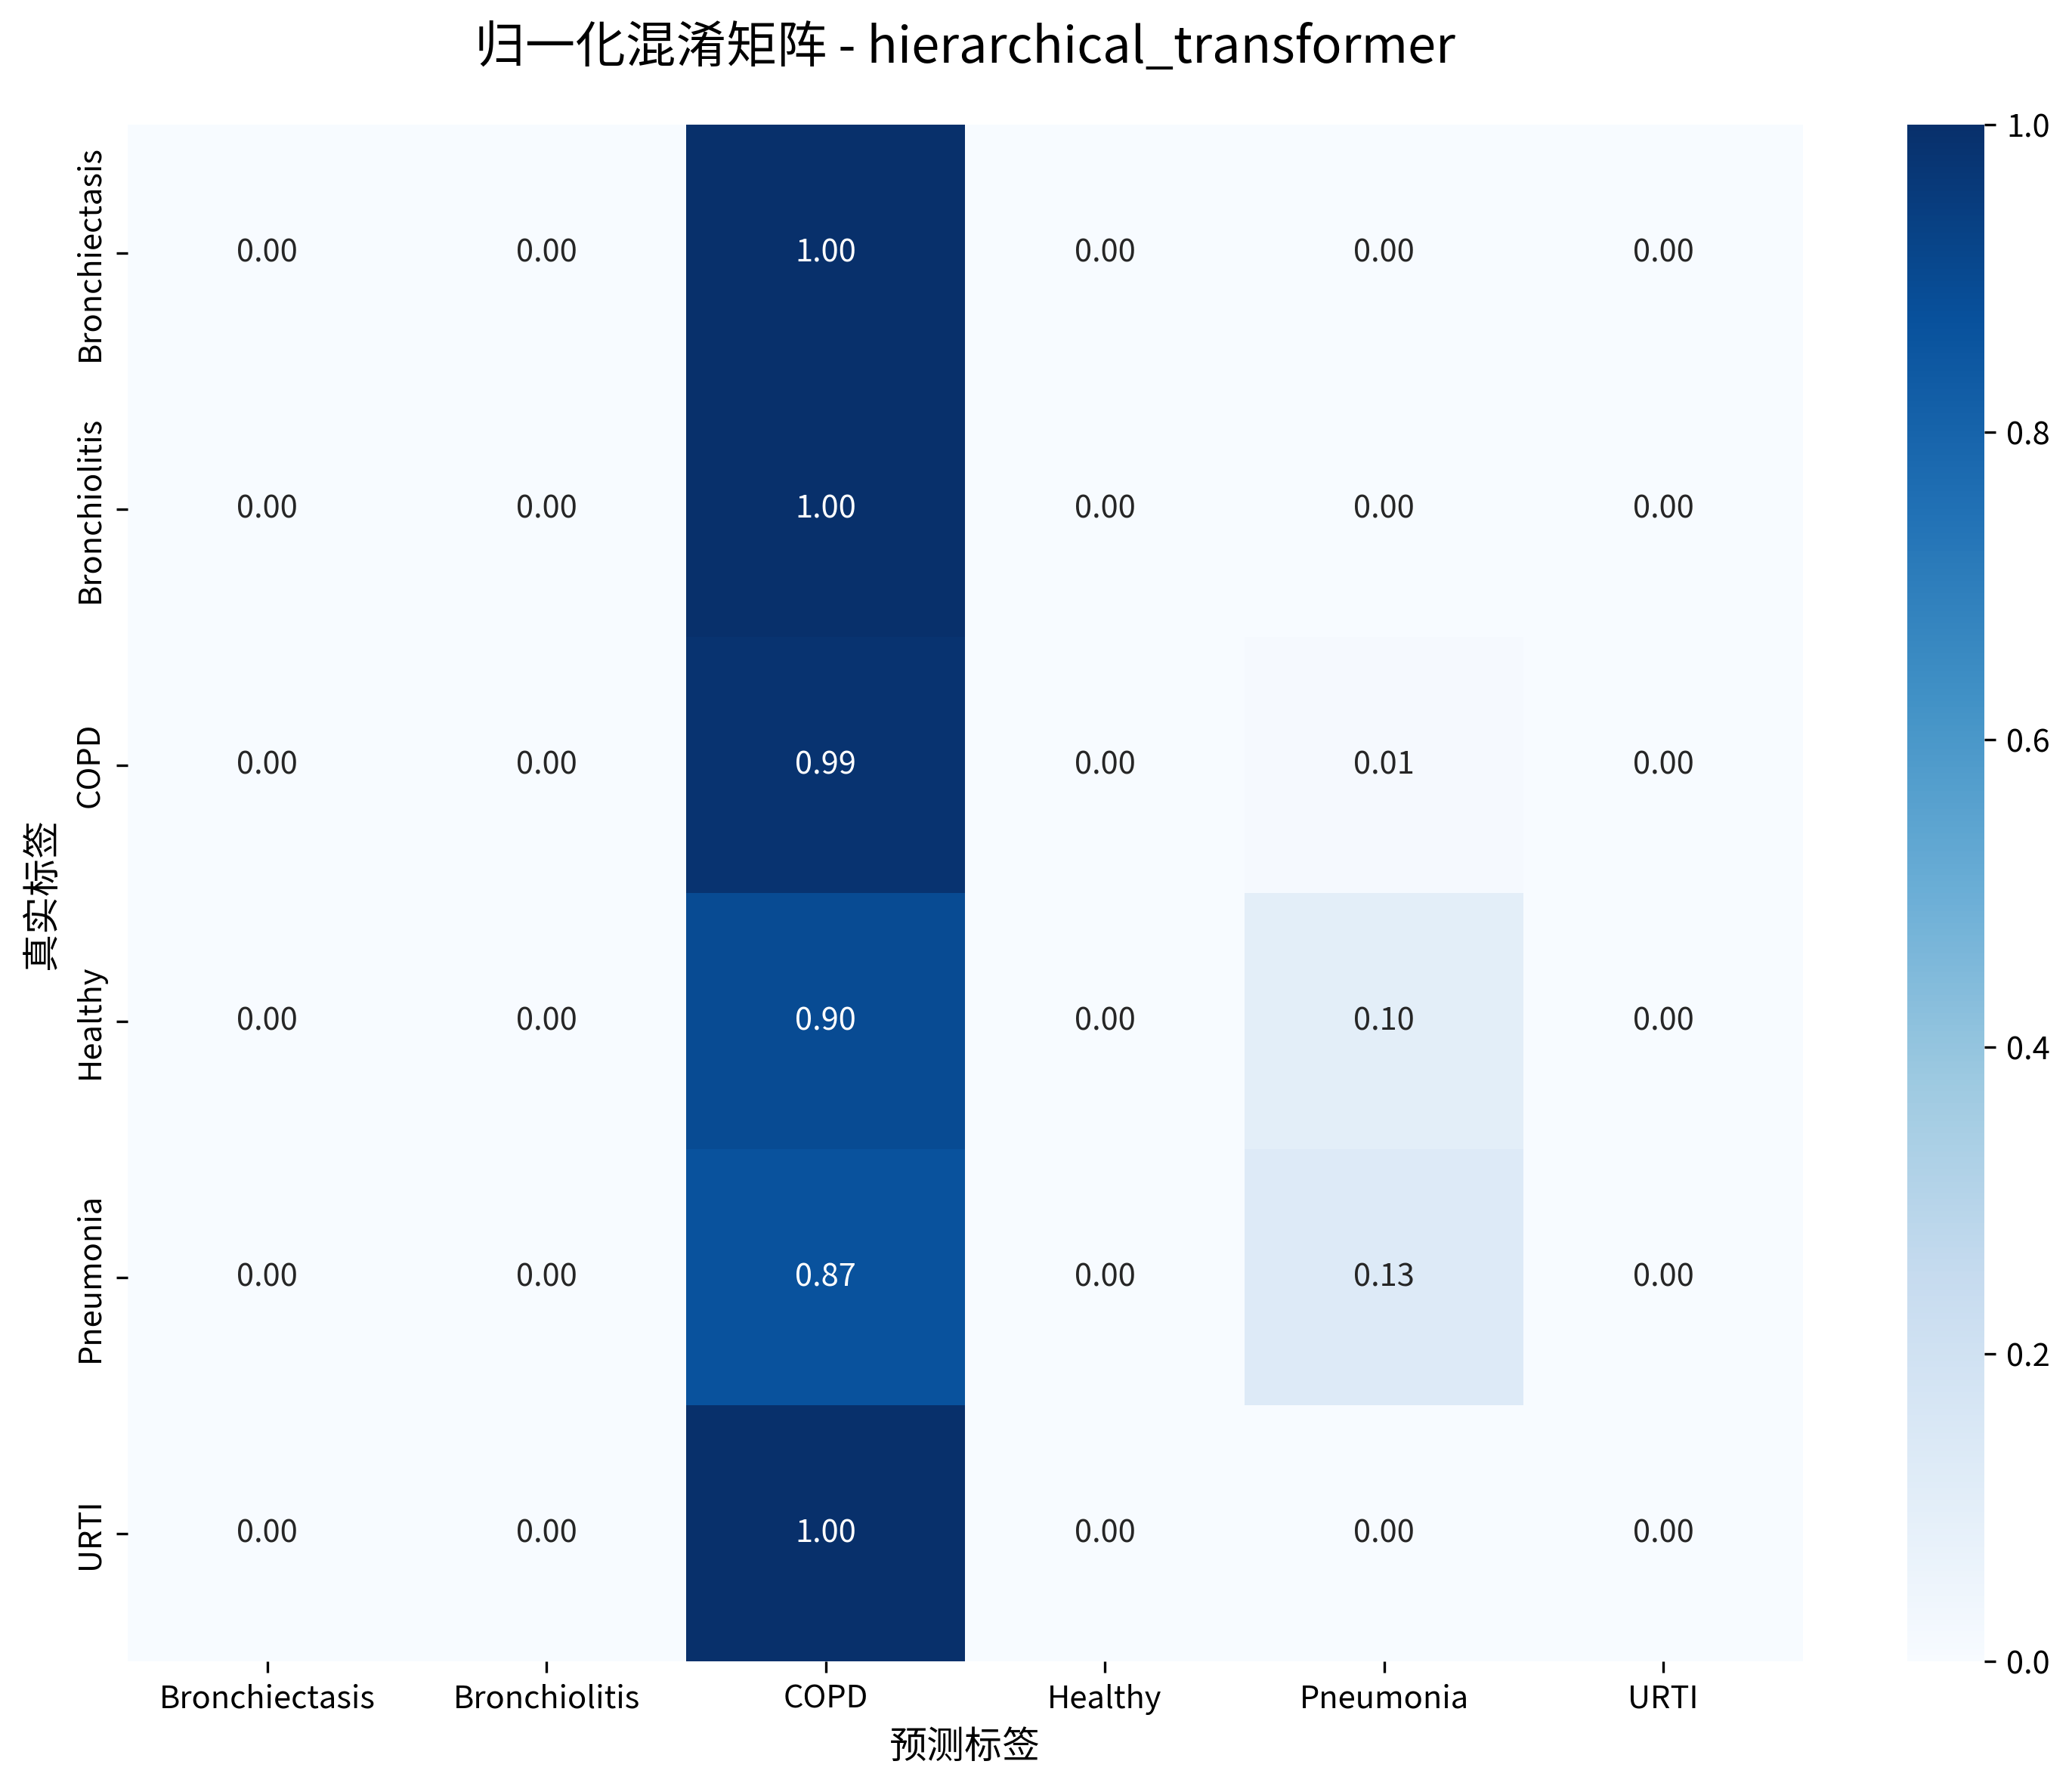 归一化混淆矩阵 - hierarchical_transformer
真实标签
Bronchiectasis 0.00 0.00 1.00 0.00 0.00 0.00
Bronchiolitis 0.00 0.00 1.00 0.00 0.00 0.00
COPD 0.00 0.00 0.99 0.00 0.01 0.00
Healthy 0.00 0.00 0.90 0.00 0.10 0.00
Pneumonia 0.00 0.00 0.87 0.00 0.13 0.00
URTI 0.00 0.00 1.00 0.00 0.00 0.00
Bronchiectasis Bronchiolitis COPD Healthy Pneumonia URTI
预测标签
1.0
0.8
0.6
0.4
0.2
0.0